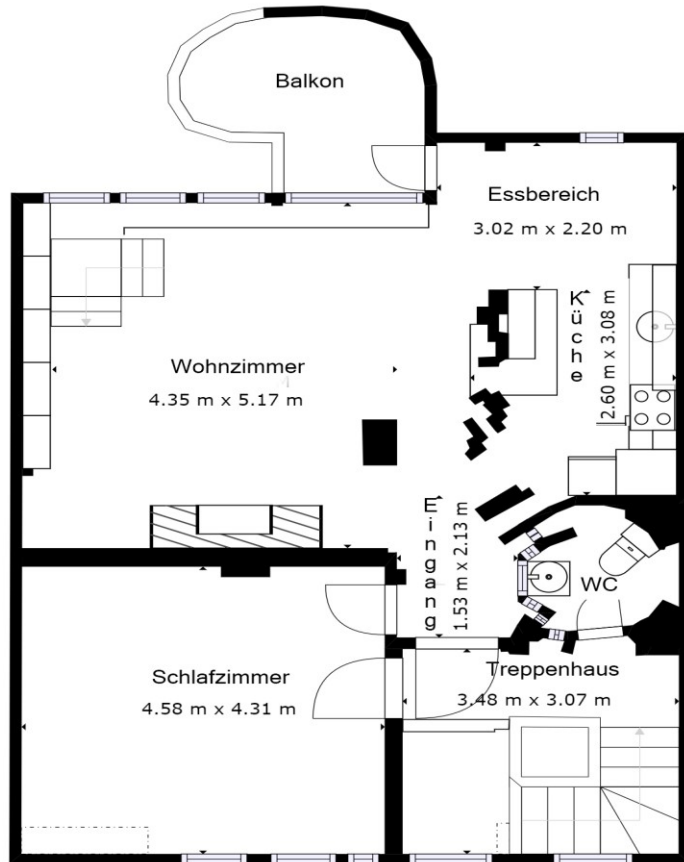 Balkon
Essbereich
3.02 m x 2.20 m
Küche
2.60 m x 3.08 m
Wohnzimmer
4.35 m x 5.17 m
Eingang
1.53 m x 2.13 m
WC
Schlafzimmer
4.58 m x 4.31 m
Treppenhaus
3.48 m x 3.07 m